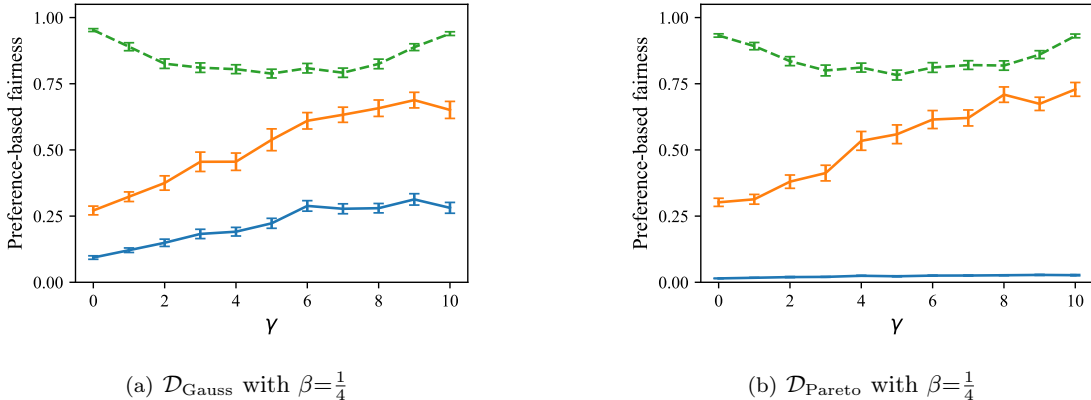 Preference-based fairness
1.00
0.75
0.50
0.25
0.00
0 2 4 6 8 10
γ
(a) 𝒟Gauss with β=1/4
Preference-based fairness
1.00
0.75
0.50
0.25
0.00
0 2 4 6 8 10
γ
(b) 𝒟Pareto with β=1/4